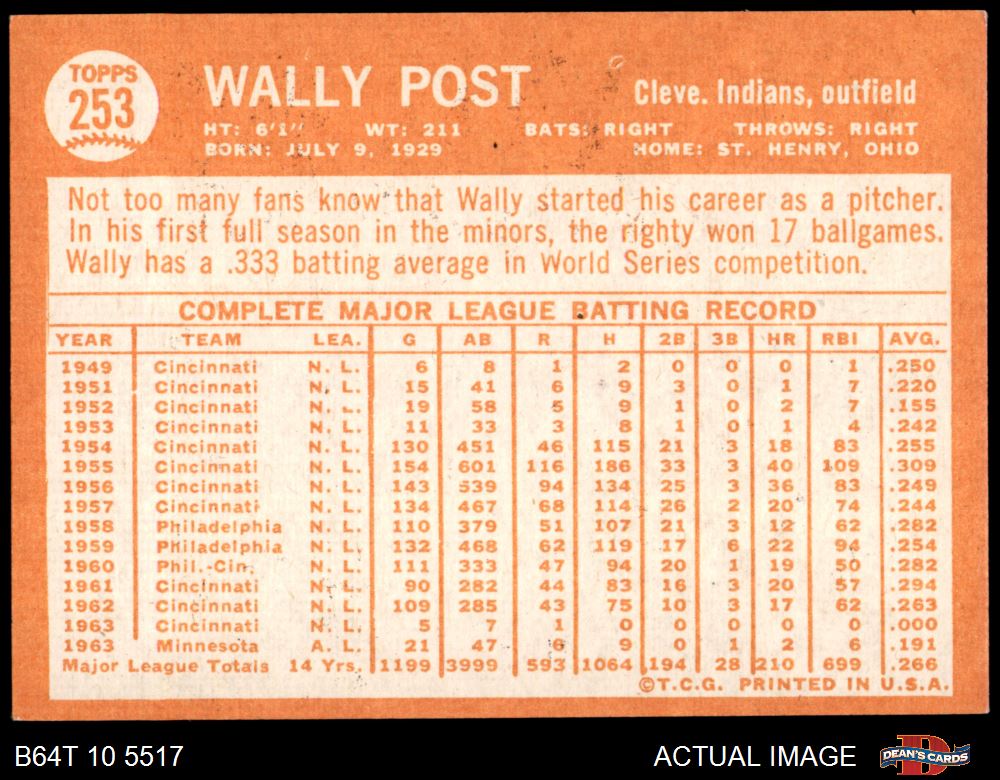 TOPPS
253
WALLY POST
Cleve. Indians, outfield
HT: 6'1" WT: 211 BATS: RIGHT THROWS: RIGHT
BORN: JULY 9, 1929 HOME: ST. HENRY, OHIO
Not too many fans know that Wally started his career as a pitcher.
In his first full season in the minors, the righty won 17 ballgames.
Wally has a .333 batting average in World Series competition.
COMPLETE MAJOR LEAGUE BATTING RECORD
YEAR TEAM LEA. G AB R H 2B 3B HR RBI AVG.
1949 Cincinnati N. L. 6 8 1 2 0 0 0 1 .250
1951 Cincinnati N. L. 15 41 6 9 3 0 1 7 .220
1952 Cincinnati N. L. 19 58 5 9 1 0 2 7 .155
1953 Cincinnati N. L. 11 33 3 8 1 0 1 4 .242
1954 Cincinnati N. L. 130 451 46 115 21 3 18 83 .255
1955 Cincinnati N. L. 154 601 116 186 33 3 40 109 .309
1956 Cincinnati N. L. 143 539 94 134 25 3 36 83 .249
1957 Cincinnati N. L. 134 467 68 114 26 2 20 74 .244
1958 Philadelphia N. L. 110 379 51 107 21 3 12 62 .282
1959 Philadelphia N. L. 132 468 62 119 17 6 22 94 .254
1960 Phil.-Cin. N. L. 111 333 47 94 20 1 19 50 .282
1961 Cincinnati N. L. 90 282 44 83 16 3 20 57 .294
1962 Cincinnati N. L. 109 285 43 75 10 3 17 62 .263
1963 Cincinnati N. L. 5 7 1 0 0 0 0 0 .000
1963 Minnesota A. L. 21 47 6 9 0 1 2 6 .191
Major League Totals 14 Yrs. 1199 3999 593 1064 194 28 210 699 .266
©T.C.G. PRINTED IN U.S.A.
B64T 10 5517
ACTUAL IMAGE
D
DEAN'S CARDS